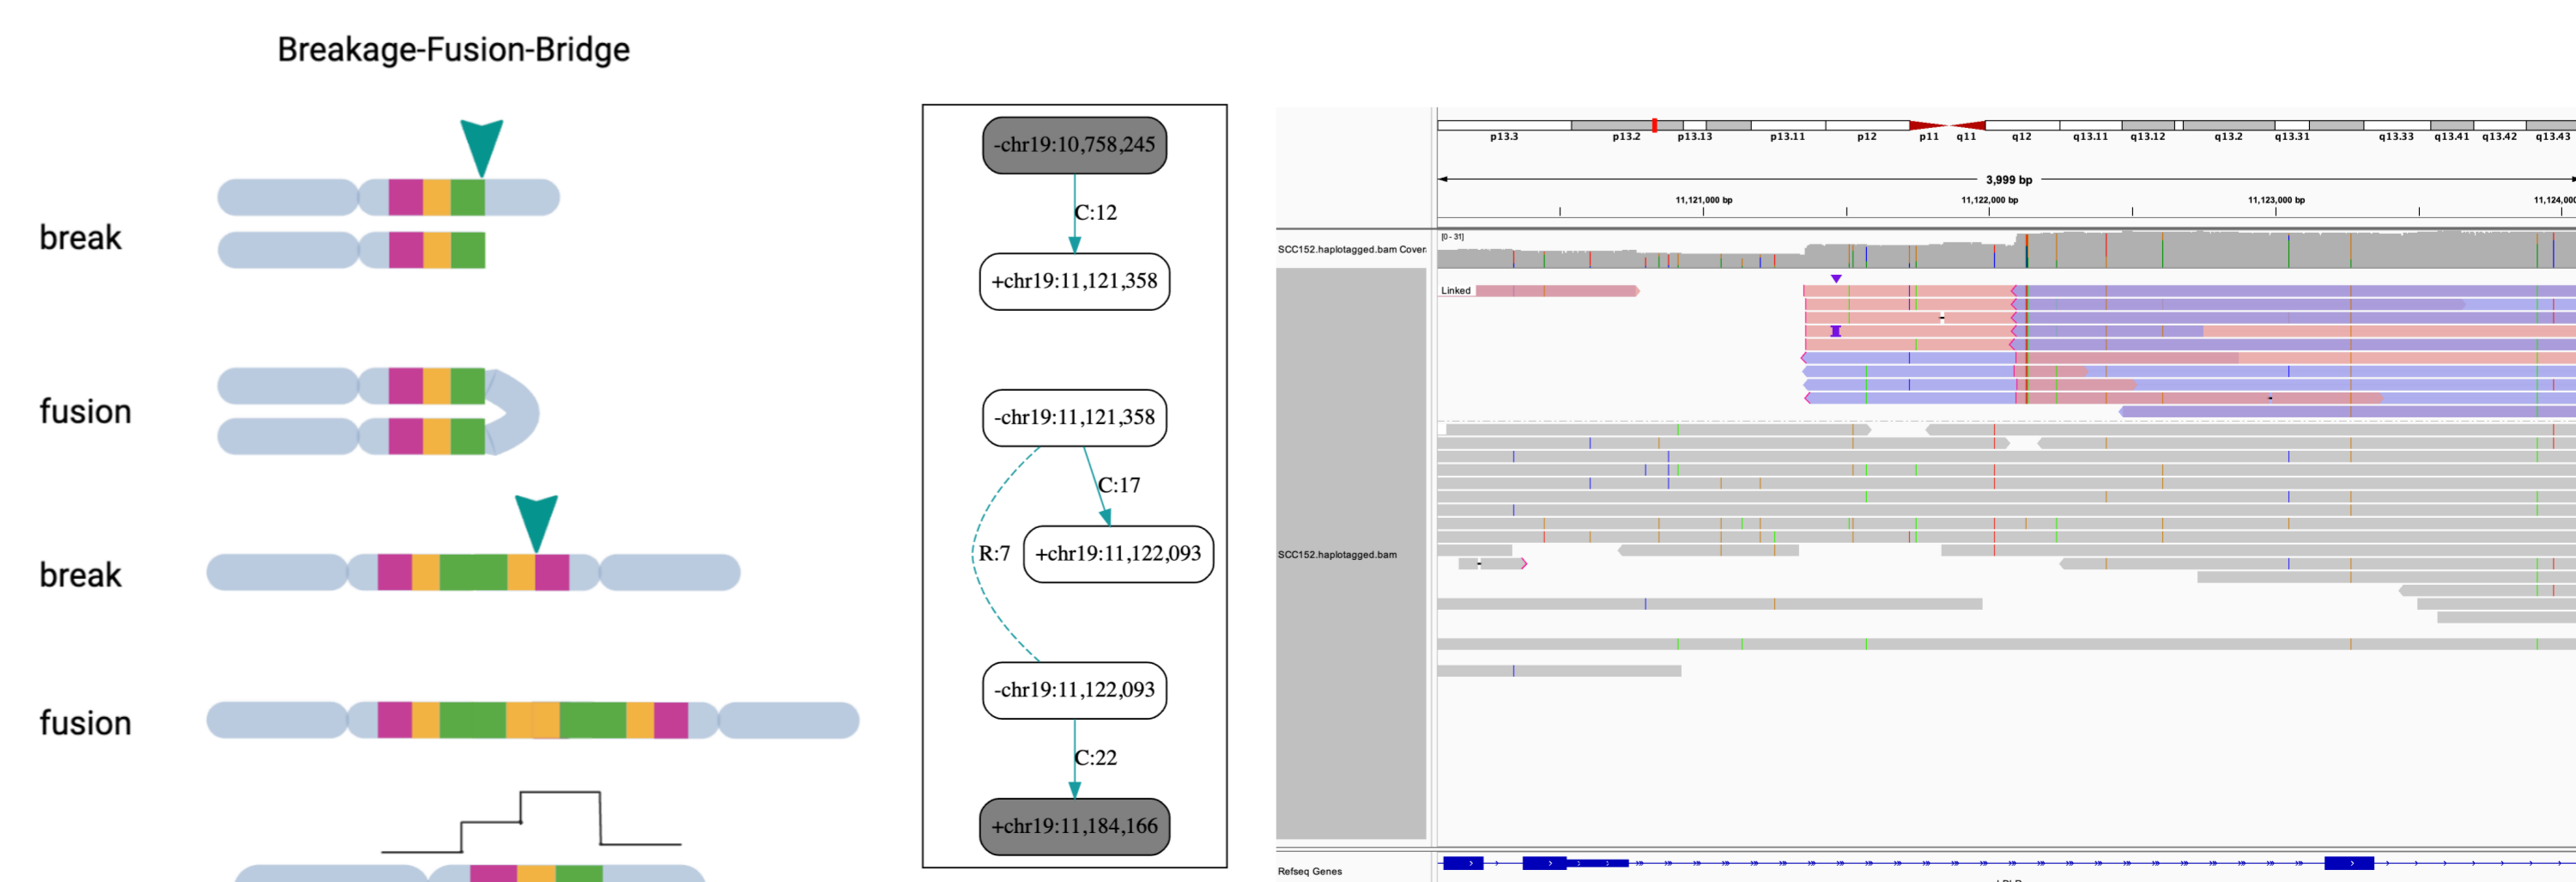 Breakage-Fusion-Bridge
break
fusion
break
fusion
-chr19:10,758,245
C:12
+chr19:11,121,358
-chr19:11,121,358
C:17
R:7
+chr19:11,122,093
-chr19:11,122,093
C:22
+chr19:11,184,166
p13.3 p13.2 p13.13 p13.11 p12 p11 q11 q12 q13.11 q13.12 q13.2 q13.31 q13.33 q13.41 q13.42 q13.43
3,999 bp
11,121,000 bp 11,122,000 bp 11,123,000 bp 11,124,000
[0 - 31]
SCC152.haplotagged.bam Cover
Linked
SCC152.haplotagged.bam
Refseq Genes